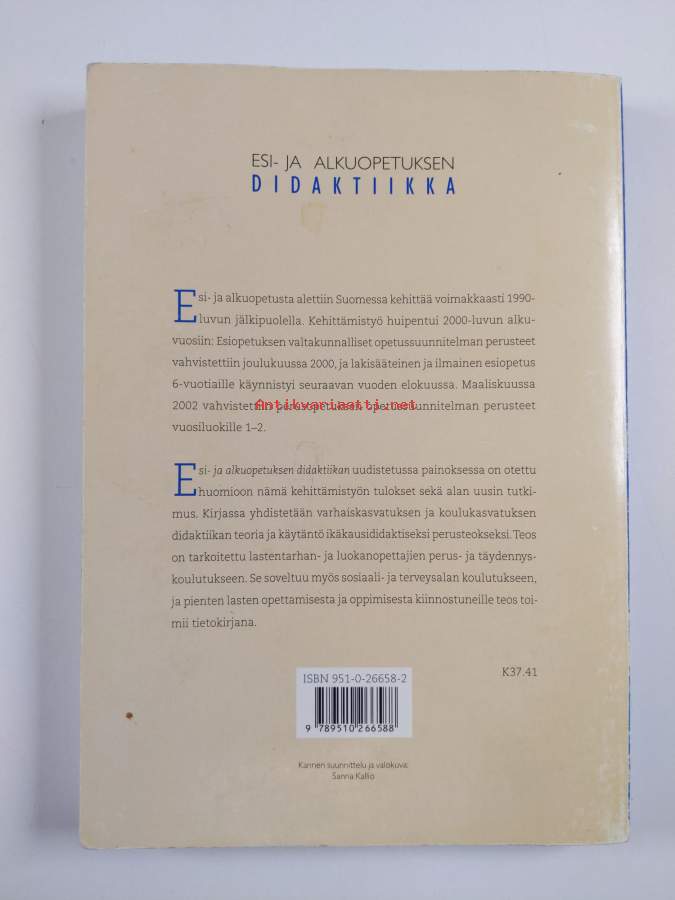 ESI- JA ALKUOPETUKSEN
DIDAKTIIKKA
Esi- ja alkuopetusta alettiin Suomessa kehittää voimakkaasti 1990-
luvun jälkipuolella. Kehittämistyö huipentui 2000-luvun alku-
vuosiin: Esiopetuksen valtakunnalliset opetussuunnitelman perusteet
vahvistettiin joulukuussa 2000, ja lakisääteinen ja ilmainen esiopetus
6-vuotiaille käynnistyi seuraavan vuoden elokuussa. Maaliskuussa
Antikvariaatti.net
2002 vahvistettiin perusopetuksen opetussuunnitelman perusteet
vuosiluokille 1–2.
Esi- ja alkuopetuksen didaktiikan uudistetussa painoksessa on otettu
huomioon nämä kehittämistyön tulokset sekä alan uusin tutki-
mus. Kirjassa yhdistetään varhaiskasvatuksen ja koulukasvatuksen
didaktiikan teoria ja käytäntö ikäkausididaktiseksi perusteokseksi. Teos
on tarkoitettu lastentarhan- ja luokanopettajien perus- ja täydennys-
koulutukseen. Se soveltuu myös sosiaali- ja terveysalan koulutukseen,
ja pienten lasten opettamisesta ja oppimisesta kiinnostuneille teos toi-
mii tietokirjana.
ISBN 951-0-26658-2
K37.41
9 789510 266588
Kannen suunnittelu ja valokuva:
Sanna Kallio